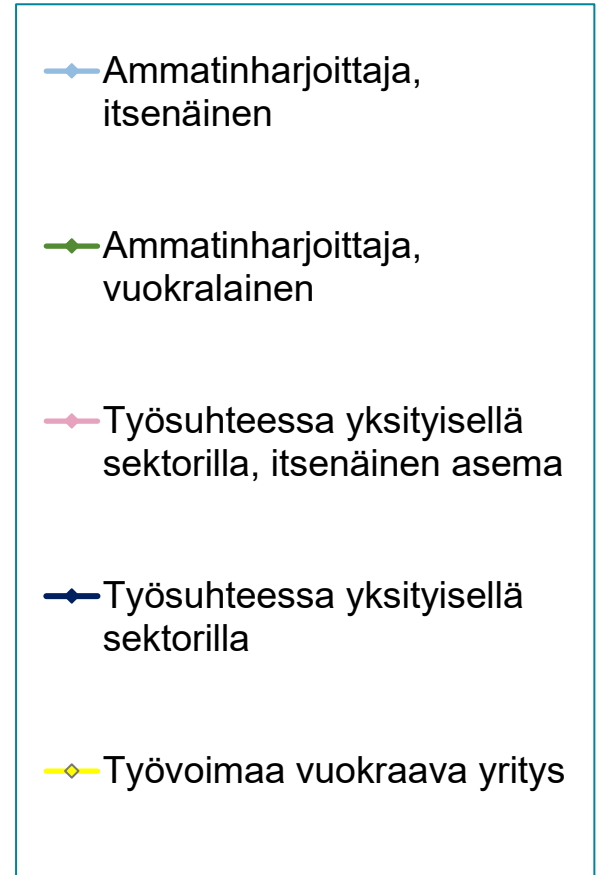 Ammatinharjoittaja,
itsenäinen
Ammatinharjoittaja,
vuokralainen
Työsuhteessa yksityisellä
sektorilla, itsenäinen asema
Työsuhteessa yksityisellä
sektorilla
Työvoimaa vuokraava yritys